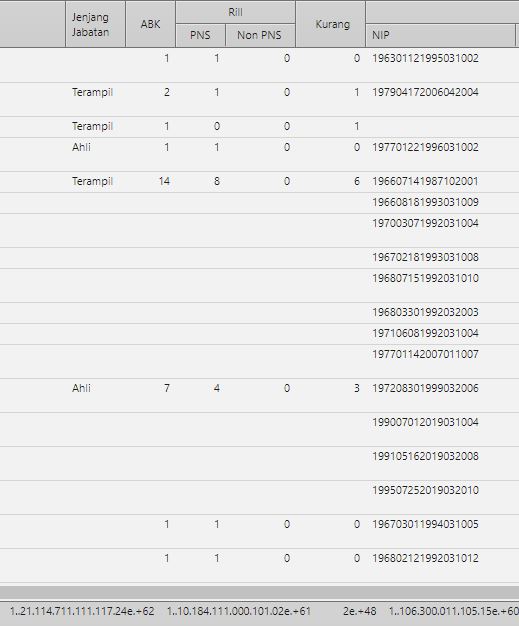 Jenjang Jabatan ABK Rill Kurang
PNS Non PNS NIP
1 1 0 0 196301121995031002
Terampil 2 1 0 1 197904172006042004
Terampil 1 0 0 1
Ahli 1 1 0 0 197701221996031002
Terampil 14 8 0 6 196607141987102001
196608181993031009
197003071992031004
196702181993031008
196807151992031010
196803301992032003
197106081992031004
197701142007011007
Ahli 7 4 0 3 197208301999032006
199007012019031004
199105162019032008
199507252019032010
1 1 0 0 196703011994031005
1 1 0 0 196802121992031012
1..21.114.711.111.117.24e.+62 1..10.184.111.000.101.02e.+61 2e.+48 1..106.300.011.105.15e.+60